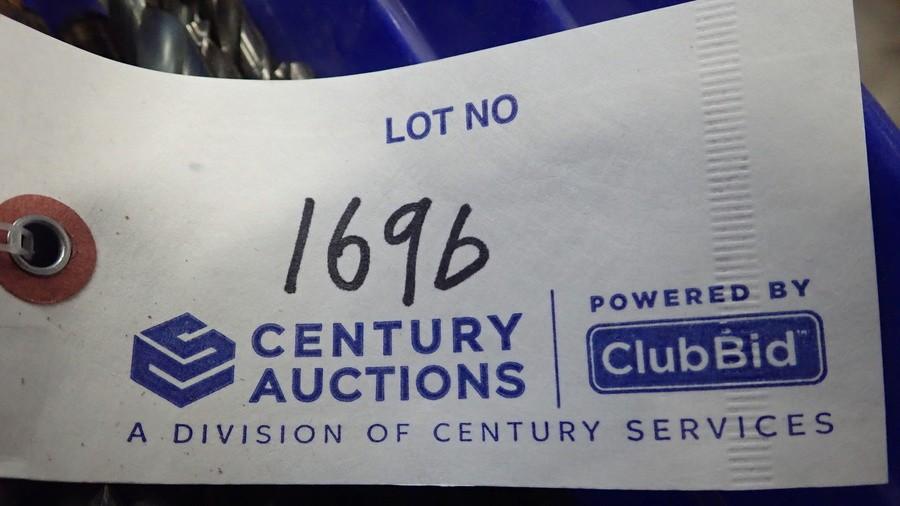 LOT NO
1696
CENTURY
AUCTIONS
POWERED BY
ClubBid™
A DIVISION OF CENTURY SERVICES